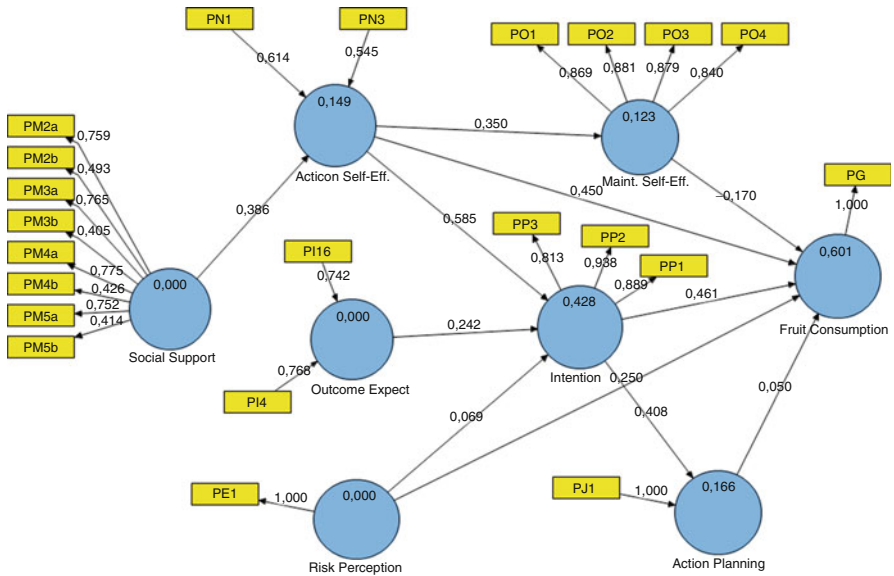 PN1
PN3
PO1
PO2
PO3
PO4
0,614
0,545
0,869
0,881
0,879
0,840
0,149
0,123
PM2a
0,759
PM2b
0,493
PM3a
0,765
PM3b
0,405
PM4a
0,775
PM4b
0,426
PM5a
0,752
PM5b
0,414
0,350
Acticon Self-Eff.
Maint. Self-Eff.
PG
0,386
0,450
–0,170
1,000
0,585
PP3
PP2
PP1
PI16
0,813
0,938
0,889
0,742
0,601
0,000
Social Support
0,000
0,428
0,461
Fruit Consumption
0,242
PI4
0,768
Outcome Expect
Intention
0,250
0,069
0,408
0,050
PE1
1,000
0,000
Risk Perception
PJ1
1,000
0,166
Action Planning